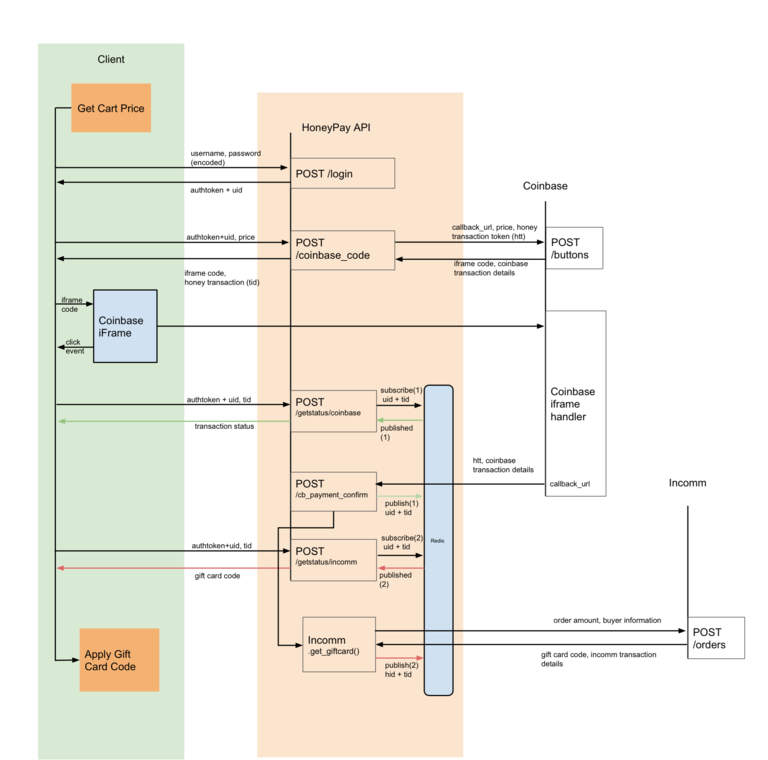 Client
Get Cart Price
HoneyPay API
username, password
(encoded)
POST /login
authtoken + uid
Coinbase
authtoken+uid, price
POST
/coinbase_code
callback_url, price, honey
transaction token (htt)
POST
/buttons
iframe code, coinbase
transaction details
iframe code,
honey transaction (tid)
iframe
code
Coinbase
iFrame
click
event
Coinbase
iframe
handler
authtoken + uid, tid
POST
/getstatus/coinbase
subscribe(1)
uid + tid
transaction status
published
(1)
htt, coinbase
transaction details
callback_url
POST
/cb_payment_confirm
publish(1)
uid + tid
Incomm
Redis
authtoken+uid, tid
POST
/getstatus/incomm
subscribe(2)
uid + tid
gift card code
published
(2)
order amount, buyer information
Incomm
.get_giftcard()
POST
/orders
gift card code, incomm transaction
details
publish(2)
hid + tid
Apply Gift
Card Code